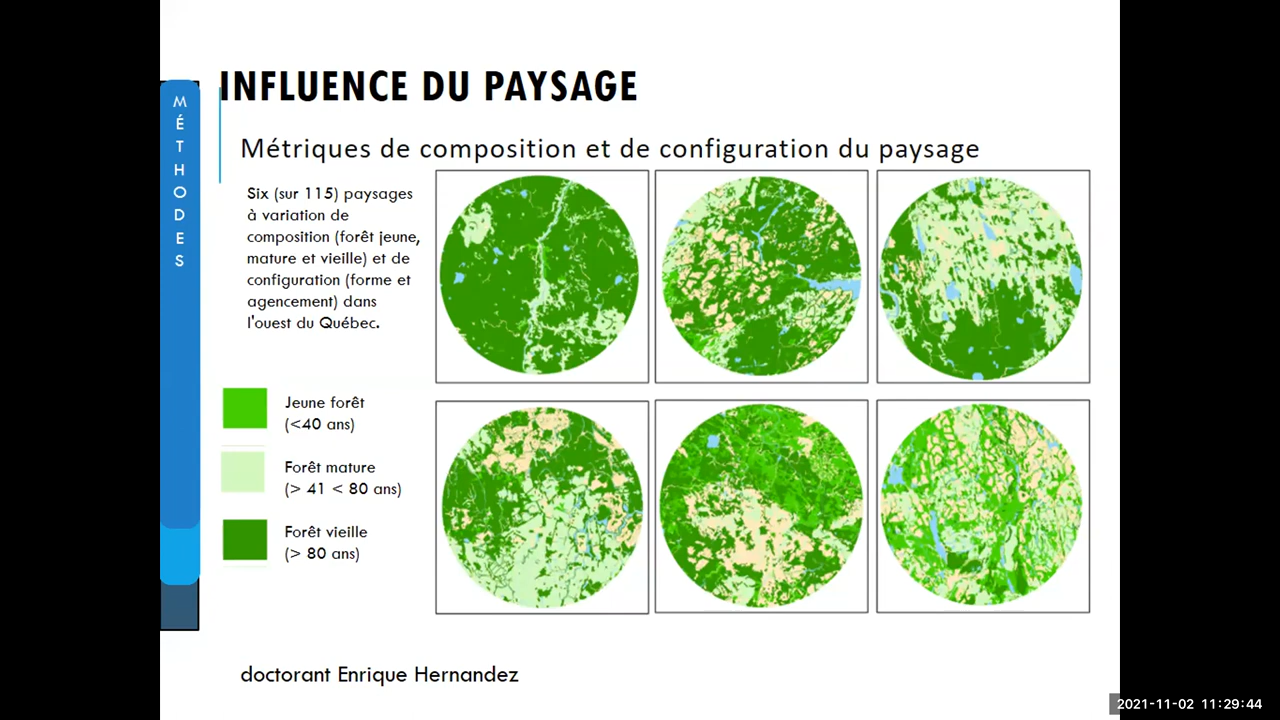 INFLUENCE DU PAYSAGE
MÉTHODES
Métriques de composition et de configuration du paysage
Six (sur 115) paysages
à variation de
composition (forêt jeune,
mature et vieille) et de
configuration (forme et
agencement) dans
l'ouest du Québec.
Jeune forêt
(<40 ans)
Forêt mature
(> 41 < 80 ans)
Forêt vieille
(> 80 ans)
doctorant Enrique Hernandez
2021-11-02 11:29:44